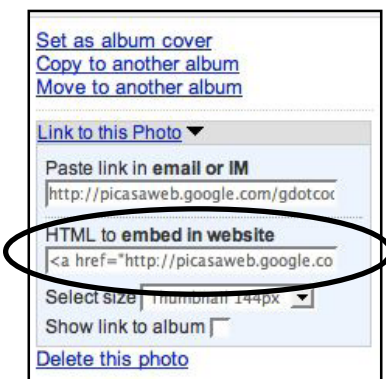 Set as album cover
Copy to another album
Move to another album
Link to this Photo
Paste link in email or IM
http://picasaweb.google.com/gdotcoc
HTML to embed in website
<a href="http://picasaweb.google.co
Select size Thumbnail 144px
Show link to album
Delete this photo